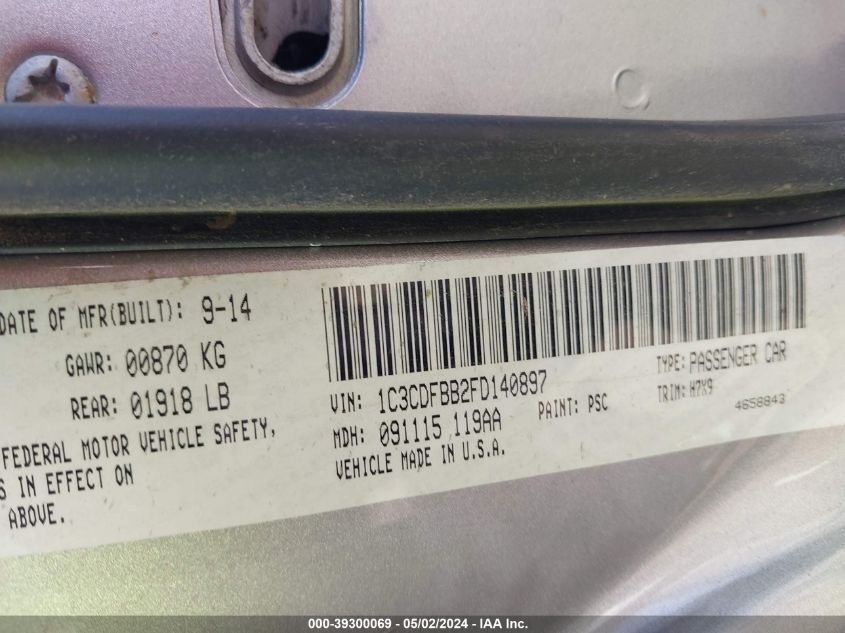 DATE OF MFR(BUILT): 9-14
GAWR: 00870 KG
REAR: 01918 LB
FEDERAL MOTOR VEHICLE SAFETY,
S IN EFFECT ON
ABOVE.
VIN: 1C3CDFBB2FD140897
TYPE: PASSENGER CAR
MDH: 091115 119AA
PAINT: PSC
TRIM: H7X9
VEHICLE MADE IN U.S.A.
4658843
000-39300069 - 05/02/2024 - IAA Inc.